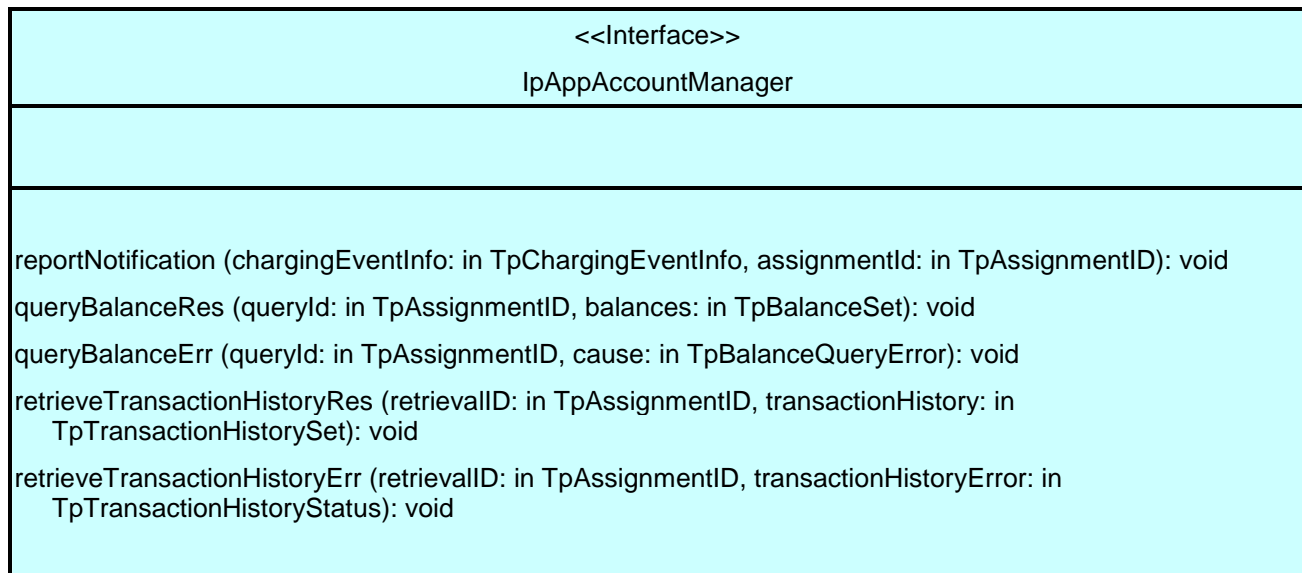 <<Interface>>
IpAppAccountManager
reportNotification (chargingEventInfo: in TpChargingEventInfo, assignmentId: in TpAssignmentID): void
queryBalanceRes (queryId: in TpAssignmentID, balances: in TpBalanceSet): void
queryBalanceErr (queryId: in TpAssignmentID, cause: in TpBalanceQueryError): void
retrieveTransactionHistoryRes (retrievalID: in TpAssignmentID, transactionHistory: in
TpTransactionHistorySet): void
retrieveTransactionHistoryErr (retrievalID: in TpAssignmentID, transactionHistoryError: in
TpTransactionHistoryStatus): void